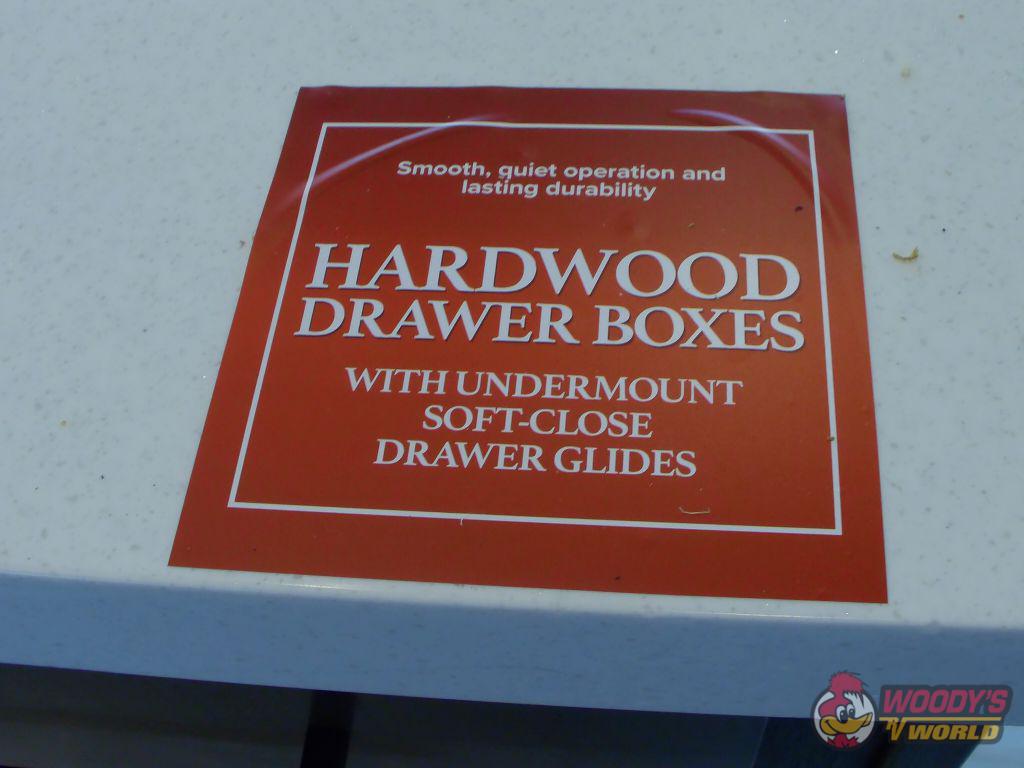 Smooth, quiet operation and
lasting durability
HARDWOOD
DRAWER BOXES
WITH UNDERMOUNT
SOFT-CLOSE
DRAWER GLIDES
WOODY'S
RV WORLD